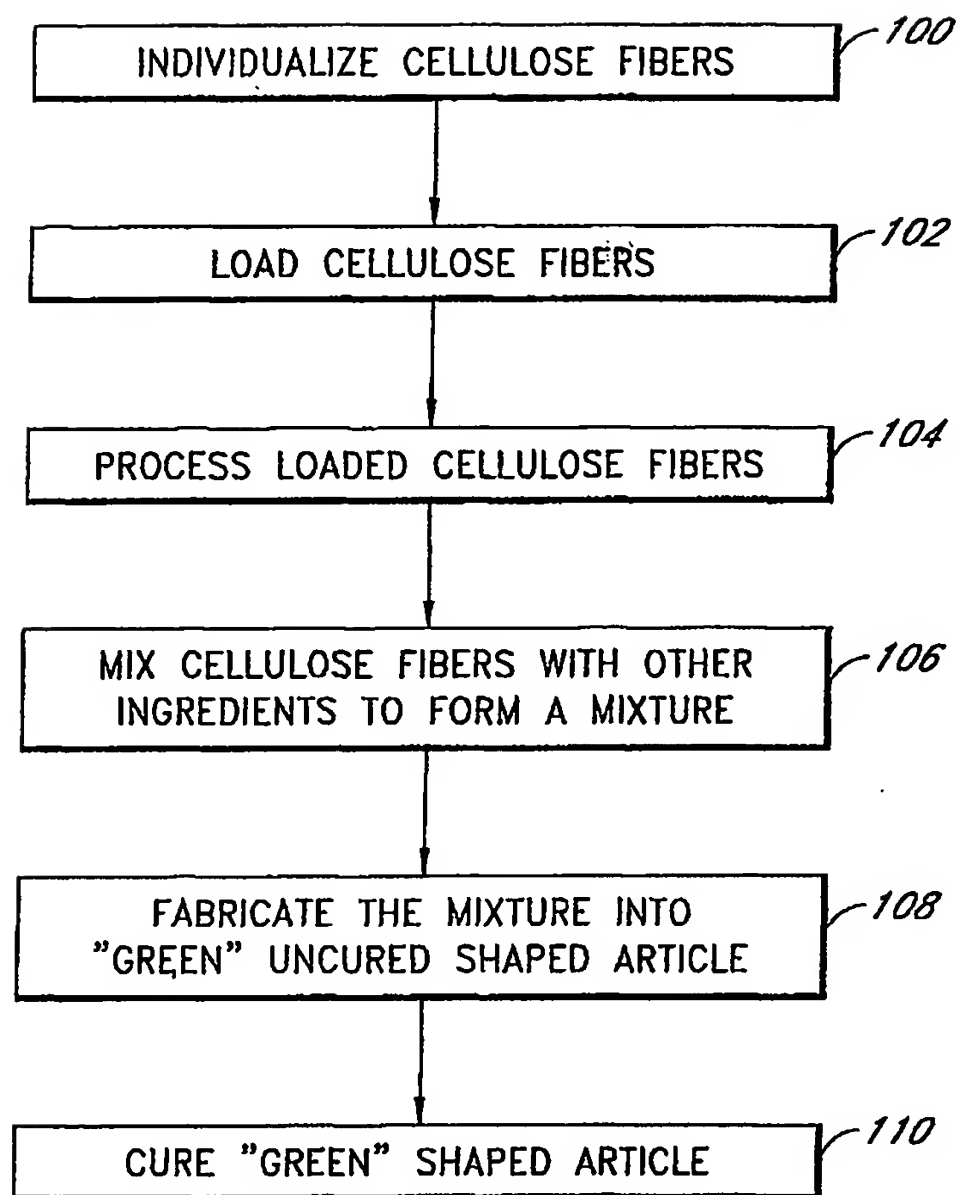 INDIVIDUALIZE CELLULOSE FIBERS 100
LOAD CELLULOSE FIBERS 102
PROCESS LOADED CELLULOSE FIBERS 104
MIX CELLULOSE FIBERS WITH OTHER 106
INGREDIENTS TO FORM A MIXTURE
FABRICATE THE MIXTURE INTO 108
"GREEN" UNCURED SHAPED ARTICLE
CURE "GREEN" SHAPED ARTICLE 110